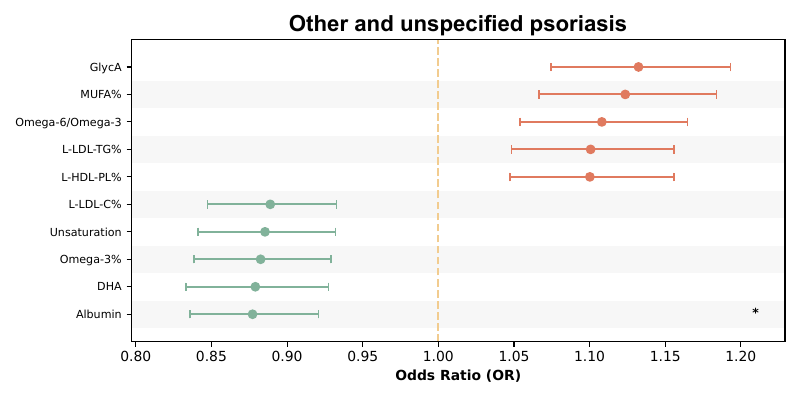 Other and unspecified psoriasis
GlycA
MUFA%
Omega-6/Omega-3
L-LDL-TG%
L-HDL-PL%
L-LDL-C%
Unsaturation
Omega-3%
DHA
Albumin
*
0.80 0.85 0.90 0.95 1.00 1.05 1.10 1.15 1.20
Odds Ratio (OR)